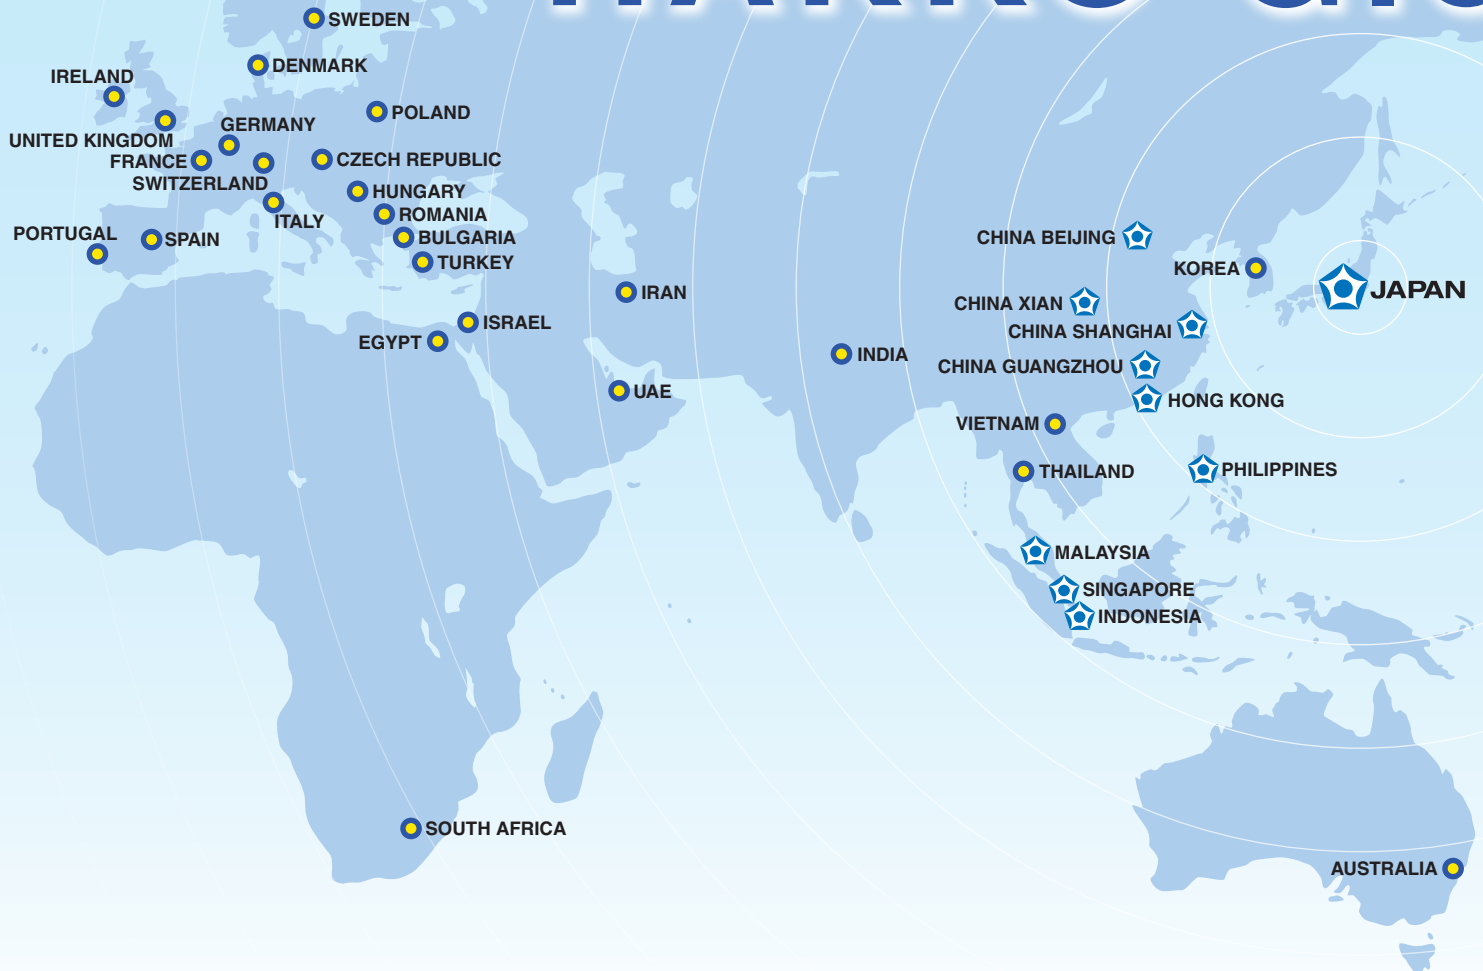 SWEDEN
DENMARK
IRELAND
POLAND
GERMANY
UNITED KINGDOM
FRANCE
CZECH REPUBLIC
SWITZERLAND
HUNGARY
ITALY
ROMANIA
PORTUGAL
SPAIN
BULGARIA
TURKEY
CHINA BEIJING
KOREA
JAPAN
IRAN
CHINA XIAN
ISRAEL
CHINA SHANGHAI
EGYPT
INDIA
CHINA GUANGZHOU
UAE
HONG KONG
VIETNAM
THAILAND
PHILIPPINES
MALAYSIA
SINGAPORE
INDONESIA
SOUTH AFRICA
AUSTRALIA